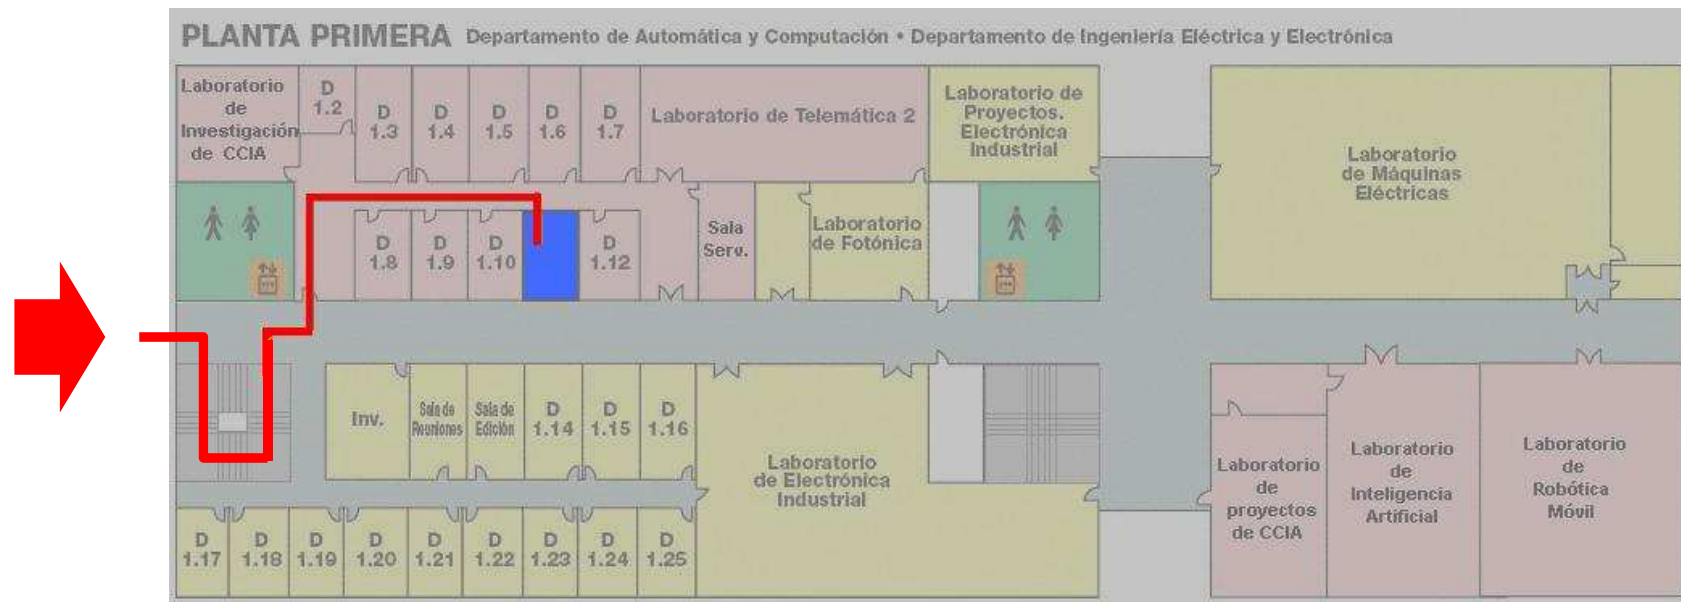 PLANTA PRIMERA Departamento de Automática y Computación • Departamento de Ingeniería Eléctrica y Electrónica
Laboratorio
de
Investigación
de CCIA
D
1.2
D
1.3
D
1.4
D
1.5
D
1.6
D
1.7
Laboratorio de Telemática 2
Laboratorio de
Proyectos.
Electrónica
Industrial
Laboratorio
de Máquinas
Eléctricas
D
1.8
D
1.9
D
1.10
D
1.12
Sala
Serv.
Laboratorio
de Fotónica
Inv.
Sala de
Reuniones
Sala de
Edición
D
1.14
D
1.15
D
1.16
Laboratorio
de Electrónica
Industrial
Laboratorio
de
proyectos
de CCIA
Laboratorio
de
Inteligencia
Artificial
Laboratorio
de
Robótica
Móvil
D
1.17
D
1.18
D
1.19
D
1.20
D
1.21
D
1.22
D
1.23
D
1.24
D
1.25